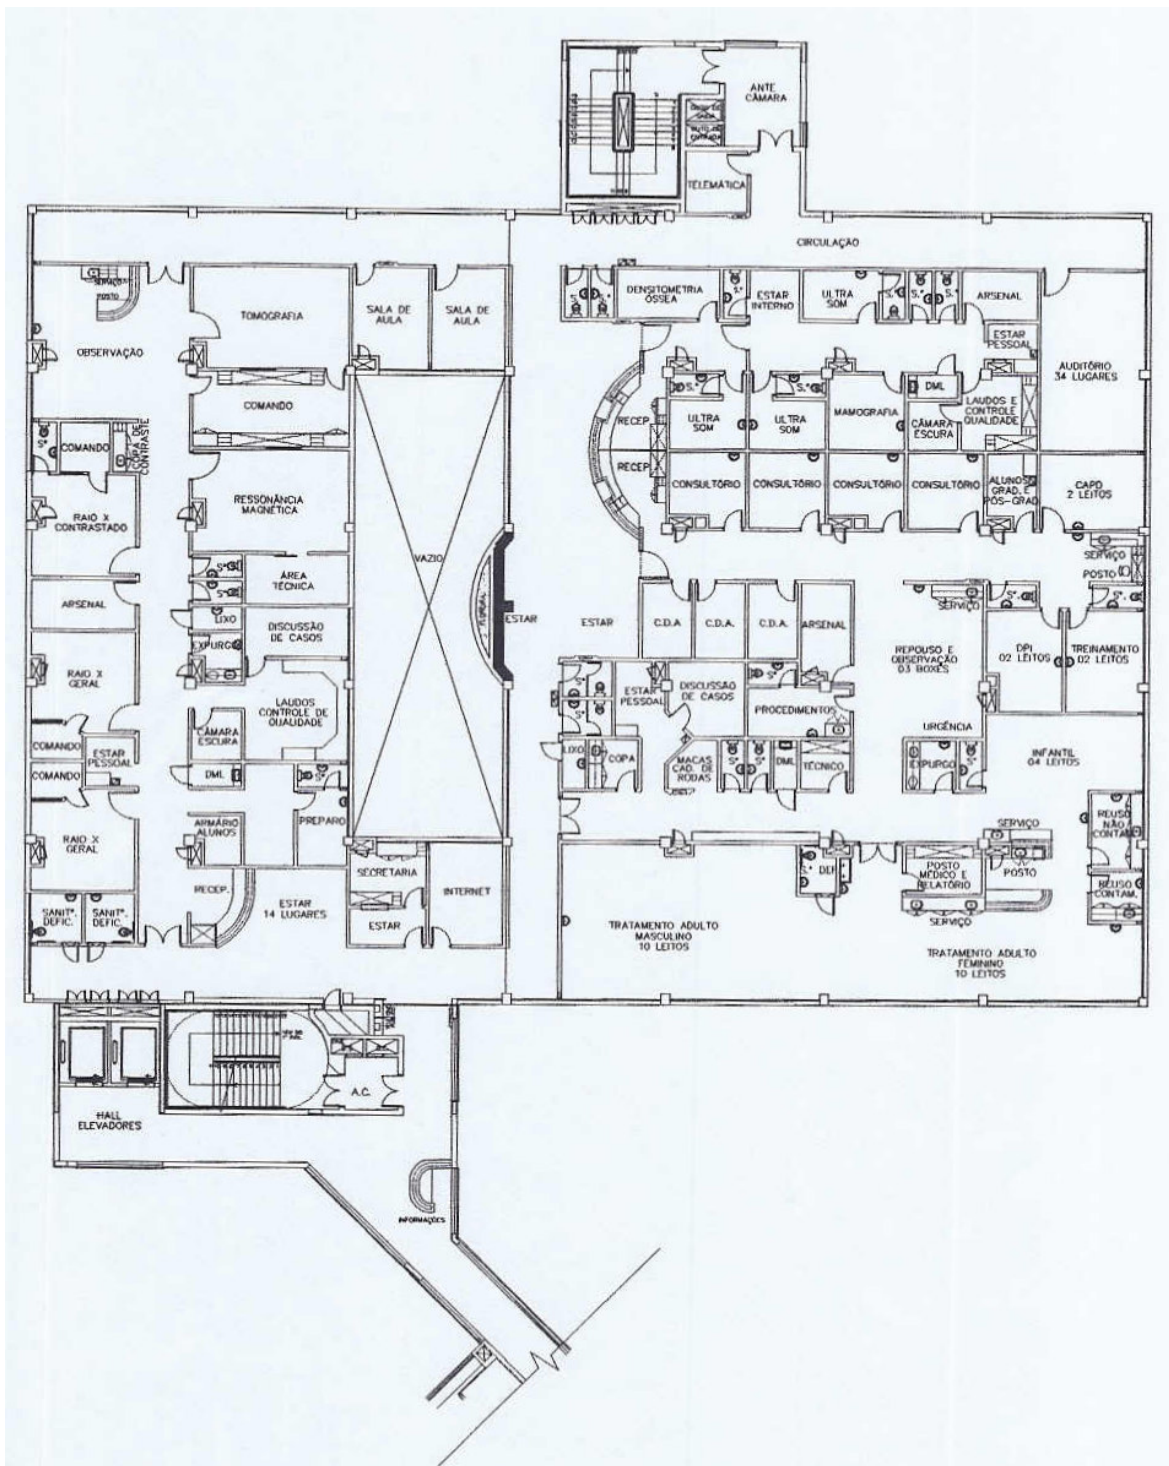 ANTE
CÂMARA
TELEMÁTICA
CIRCULAÇÃO
SERVIÇO
POSTO
OBSERVAÇÃO
TOMOGRAFIA
SALA DE
AULA
SALA DE
AULA
DENSITOMETRIA
ÓSSEA
S.ª
ESTAR
INTERNO
ULTRA
SOM
S.ª
S.ª
S.ª
ARSENAL
ESTAR
PESSOAL
AUDITÓRIO
34 LUGARES
COMANDO
RECEP.
S.ª
ULTRA
SOM
S.ª
ULTRA
SOM
MAMOGRAFIA
DML
CÂMARA
ESCURA
LAUDOS E
CONTROLE
QUALIDADE
S.ª
COMANDO
COPA DE
CONTRASTE
RECEP.
CONSULTÓRIO
CONSULTÓRIO
CONSULTÓRIO
CONSULTÓRIO
ALUNOS
GRAD. E
PÓS-GRAD.
CAPD
2 LEITOS
RAIO X
CONTRASTADO
RESSONÂNCIA
MAGNÉTICA
VAZIO
SERVIÇO
POSTO
S.ª
S.ª
ÁREA
TÉCNICA
ARSENAL
LIXO
EXPURGO
DISCUSSÃO
DE CASOS
ESTAR
ESTAR
C.D.A
C.D.A.
C.D.A.
ARSENAL
SERVIÇO
S.ª
S.ª
REPOUSO E
OBSERVAÇÃO
03 BOXES
DPI
02 LEITOS
TREINAMENTO
02 LEITOS
RAIO X
GERAL
LAUDOS
CONTROLE DE
QUALIDADE
CÂMARA
ESCURA
ESTAR
PESSOAL
DISCUSSÃO
DE CASOS
S.ª
PROCEDIMENTOS
URGÊNCIA
COMANDO
ESTAR
PESSOAL
COMANDO
DML
S.ª
LIXO
COPA
MACAS
CAD. DE
RODAS
S.ª
S.ª
DML
TÉCNICO
EXPURGO
S.ª
INFANTIL
04 LEITOS
RAIO X
GERAL
ARMÁRIO
ALUNOS
PREPARO
SERVIÇO
POSTO
REUSO
NÃO
CONTAM.
REUSO
CONTAM.
SECRETARIA
INTERNET
S.ª DEF.
POSTO
MÉDICO E
RELATÓRIO
SERVIÇO
SANITº.
DEFIC.
SANITº.
DEFIC.
RECEP.
ESTAR
14 LUGARES
ESTAR
TRATAMENTO ADULTO
MASCULINO
10 LEITOS
TRATAMENTO ADULTO
FEMININO
10 LEITOS
A.C.
HALL
ELEVADORES
INFORMAÇÕES